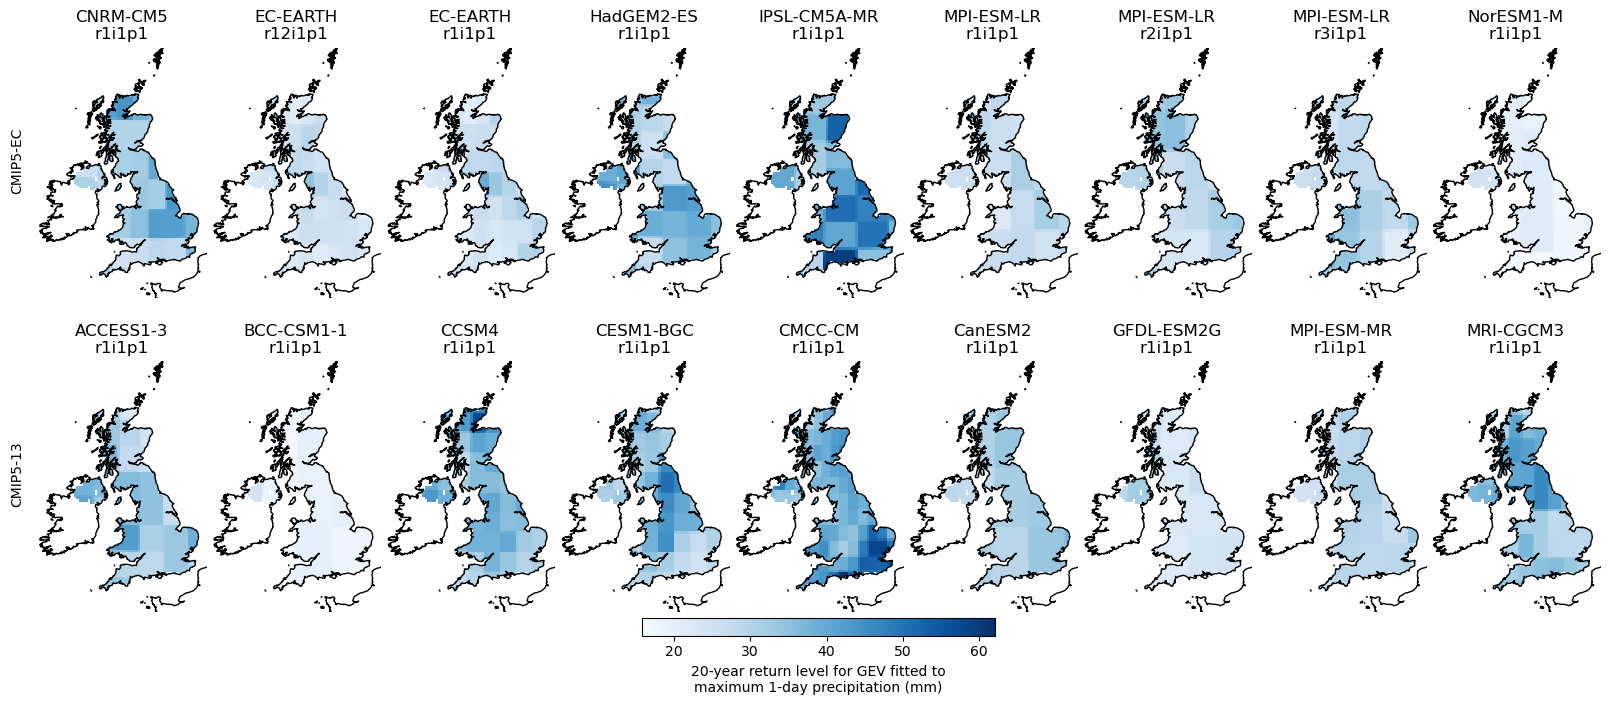 CNRM-CM5
r1i1p1
EC-EARTH
r12i1p1
EC-EARTH
r1i1p1
HadGEM2-ES
r1i1p1
IPSL-CM5A-MR
r1i1p1
MPI-ESM-LR
r1i1p1
MPI-ESM-LR
r2i1p1
MPI-ESM-LR
r3i1p1
NorESM1-M
r1i1p1
CMIP5-EC
ACCESS1-3
r1i1p1
BCC-CSM1-1
r1i1p1
CCSM4
r1i1p1
CESM1-BGC
r1i1p1
CMCC-CM
r1i1p1
CanESM2
r1i1p1
GFDL-ESM2G
r1i1p1
MPI-ESM-MR
r1i1p1
MRI-CGCM3
r1i1p1
CMIP5-13
20 30 40 50 60
20-year return level for GEV fitted to
maximum 1-day precipitation (mm)